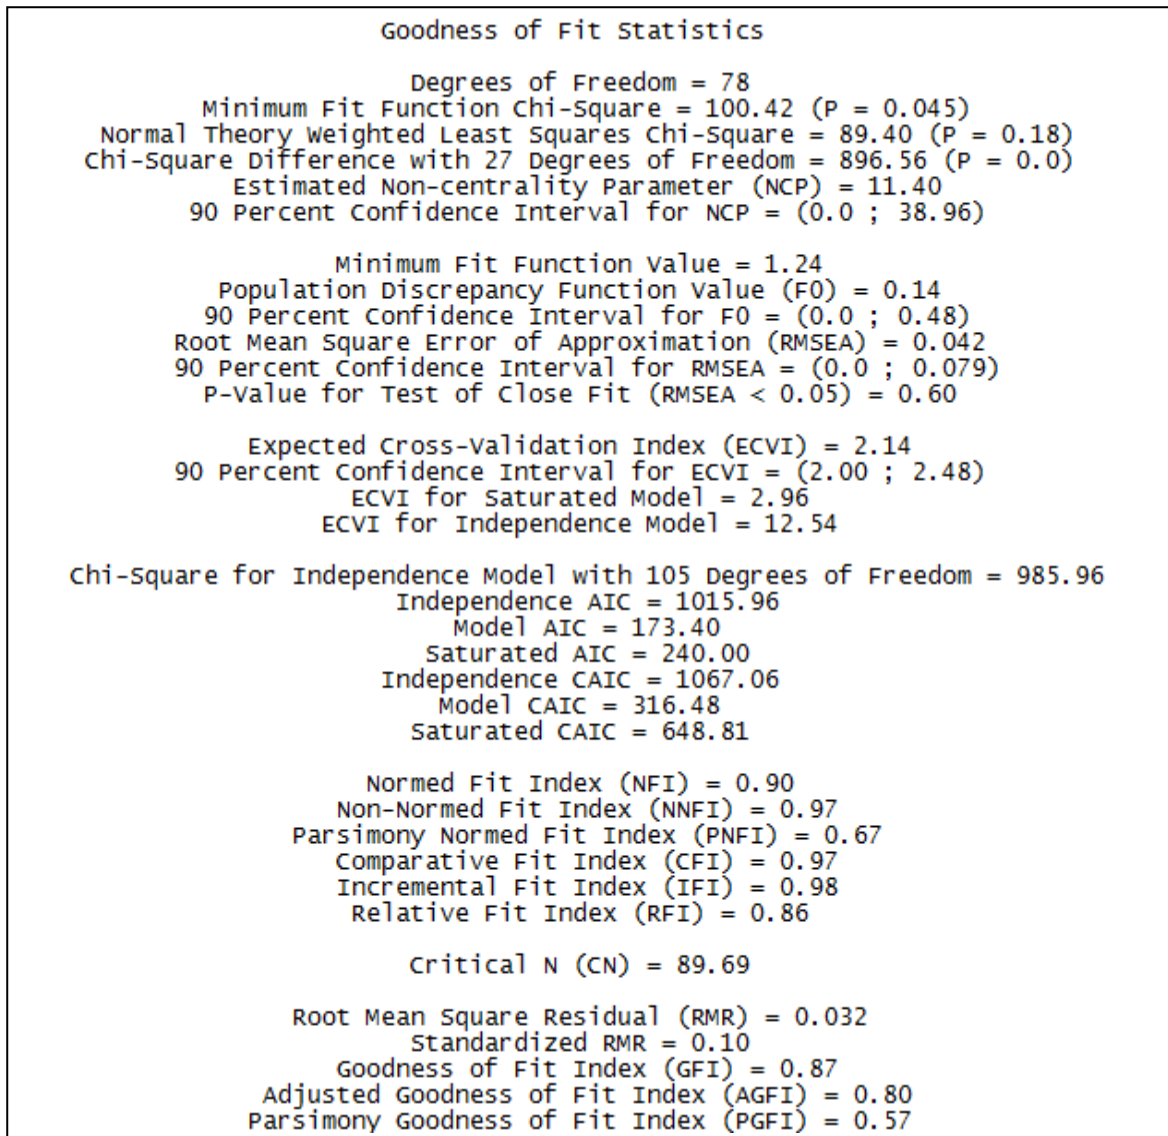 Goodness of Fit Statistics
Degrees of Freedom = 78
Minimum Fit Function Chi-Square = 100.42 (P = 0.045)
Normal Theory Weighted Least Squares Chi-Square = 89.40 (P = 0.18)
Chi-Square Difference with 27 Degrees of Freedom = 896.56 (P = 0.0)
Estimated Non-centrality Parameter (NCP) = 11.40
90 Percent Confidence Interval for NCP = (0.0 ; 38.96)
Minimum Fit Function Value = 1.24
Population Discrepancy Function Value (F0) = 0.14
90 Percent Confidence Interval for F0 = (0.0 ; 0.48)
Root Mean Square Error of Approximation (RMSEA) = 0.042
90 Percent Confidence Interval for RMSEA = (0.0 ; 0.079)
P-Value for Test of Close Fit (RMSEA < 0.05) = 0.60
Expected Cross-Validation Index (ECVI) = 2.14
90 Percent Confidence Interval for ECVI = (2.00 ; 2.48)
ECVI for Saturated Model = 2.96
ECVI for Independence Model = 12.54
Chi-Square for Independence Model with 105 Degrees of Freedom = 985.96
Independence AIC = 1015.96
Model AIC = 173.40
Saturated AIC = 240.00
Independence CAIC = 1067.06
Model CAIC = 316.48
Saturated CAIC = 648.81
Normed Fit Index (NFI) = 0.90
Non-Normed Fit Index (NNFI) = 0.97
Parsimony Normed Fit Index (PNFI) = 0.67
Comparative Fit Index (CFI) = 0.97
Incremental Fit Index (IFI) = 0.98
Relative Fit Index (RFI) = 0.86
Critical N (CN) = 89.69
Root Mean Square Residual (RMR) = 0.032
Standardized RMR = 0.10
Goodness of Fit Index (GFI) = 0.87
Adjusted Goodness of Fit Index (AGFI) = 0.80
Parsimony Goodness of Fit Index (PGFI) = 0.57